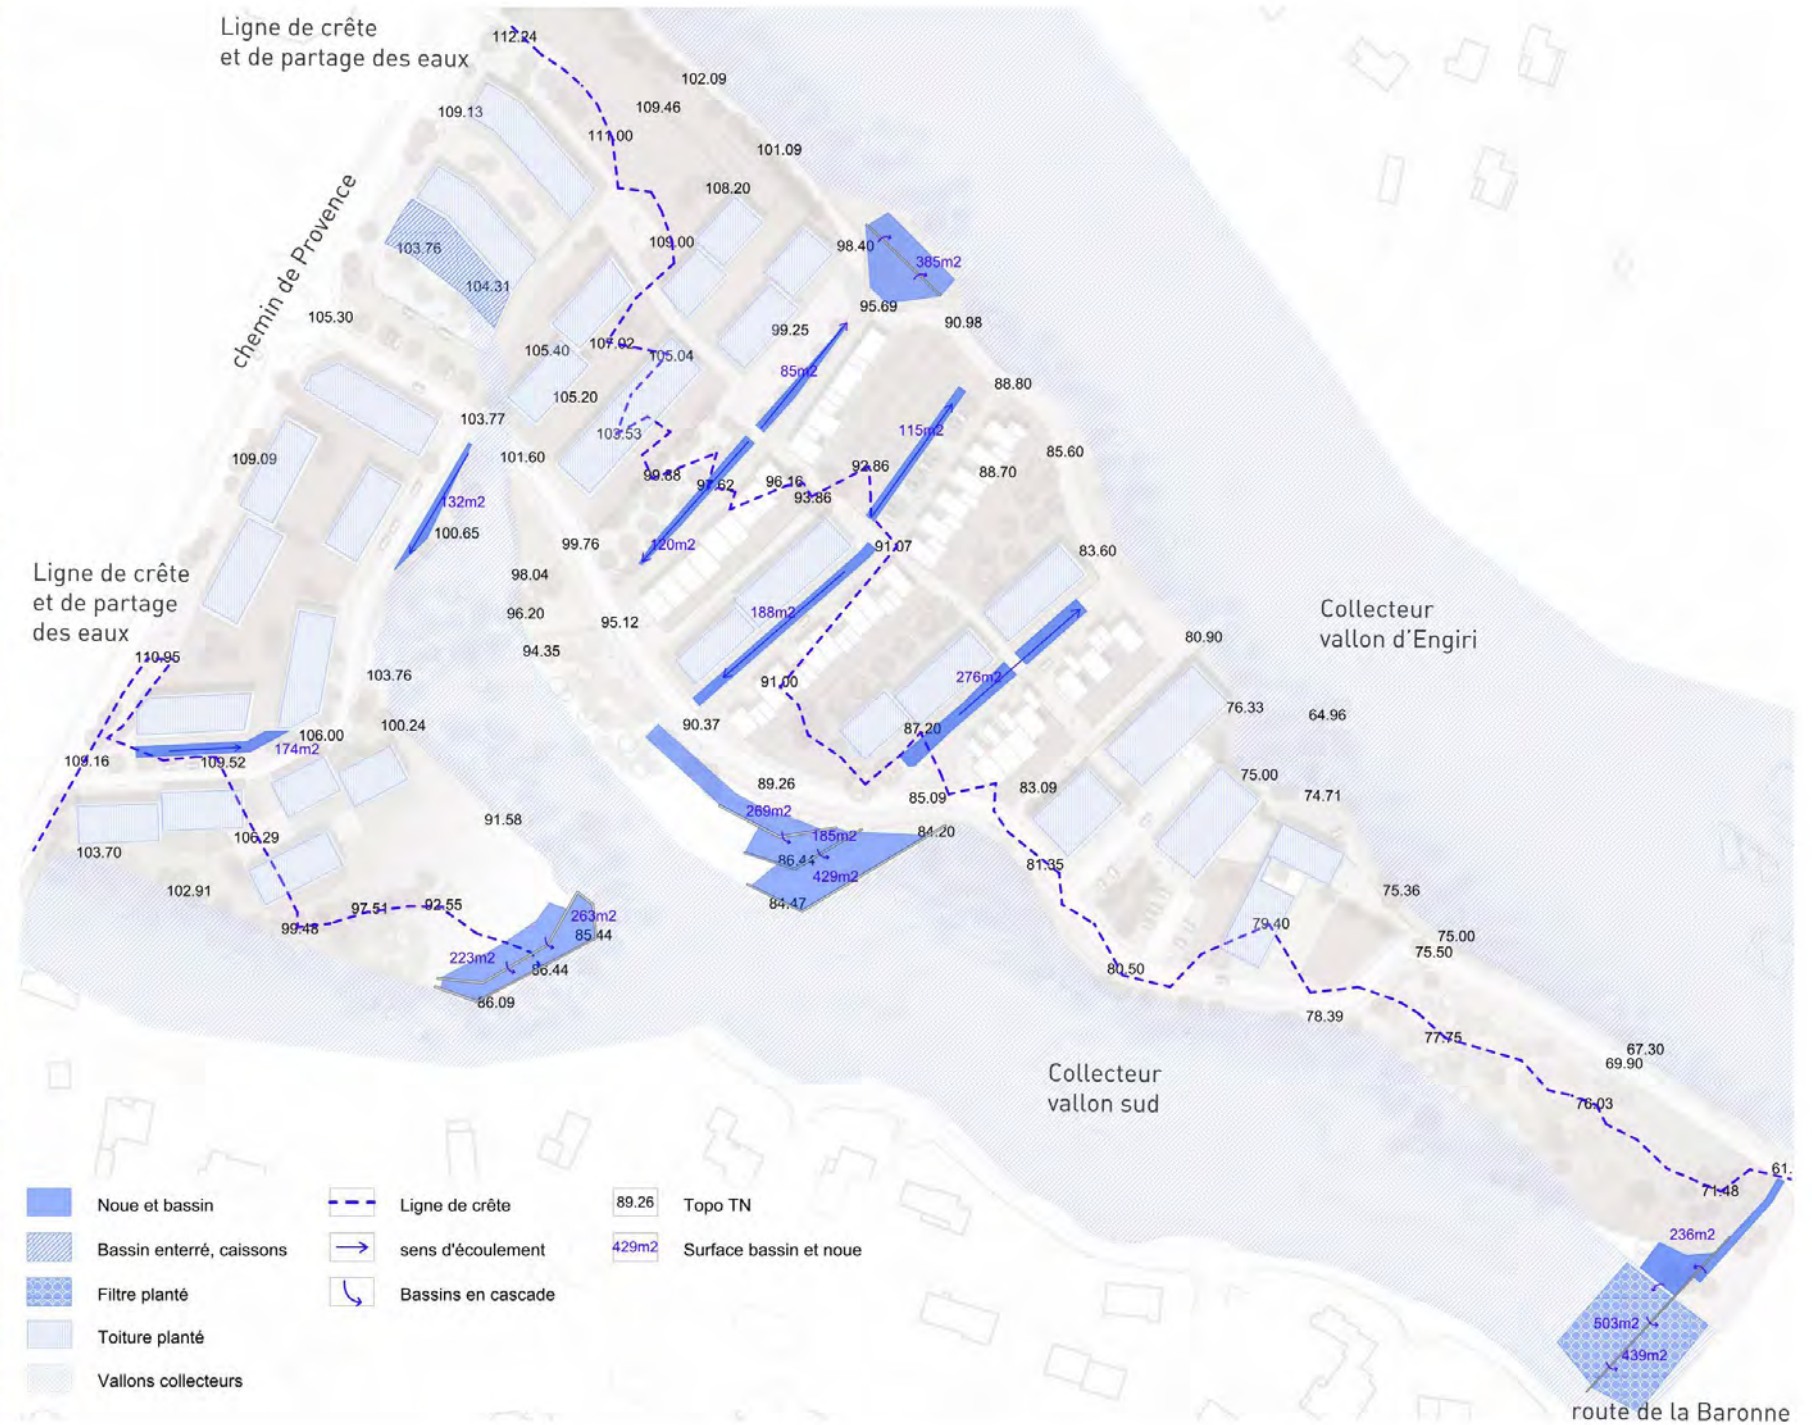 Ligne de crête
et de partage des eaux
112.24
102.09
109.46
109.13
111.00
101.09
108.20
chemin de Provence
109.00
103.76
98.40
385m2
104.31
95.69
105.30
99.25
90.98
107.02
105.40
105.04
85m2
88.80
105.20
103.77
103.53
115m2
85.60
109.09
101.60
92.86
88.70
99.88
97.62
96.16
93.86
132m2
100.65
99.76
120m2
91.07
83.60
Ligne de crête
et de partage
des eaux
98.04
96.20
188m2
95.12
Collecteur
vallon d'Engiri
80.90
94.35
110.95
103.76
91.00
276m2
76.33
64.96
100.24
90.37
87.20
106.00
174m2
109.16
109.52
75.00
89.26
83.09
74.71
85.09
269m2
91.58
185m2
84.20
106.29
103.70
86.44
81.35
429m2
102.91
75.36
84.47
97.51
92.55
263m2
99.48
85.44
79.40
75.00
75.50
223m2
86.44
80.50
86.09
78.39
77.75
67.30
69.90
Collecteur
vallon sud
76.03
61.
71.48
236m2
503m2
439m2
route de la Baronne
Noue et bassin
Bassin enterré, caissons
Filtre planté
Toiture planté
Vallons collecteurs
Ligne de crête
sens d'écoulement
Bassins en cascade
89.26 Topo TN
429m2 Surface bassin et noue